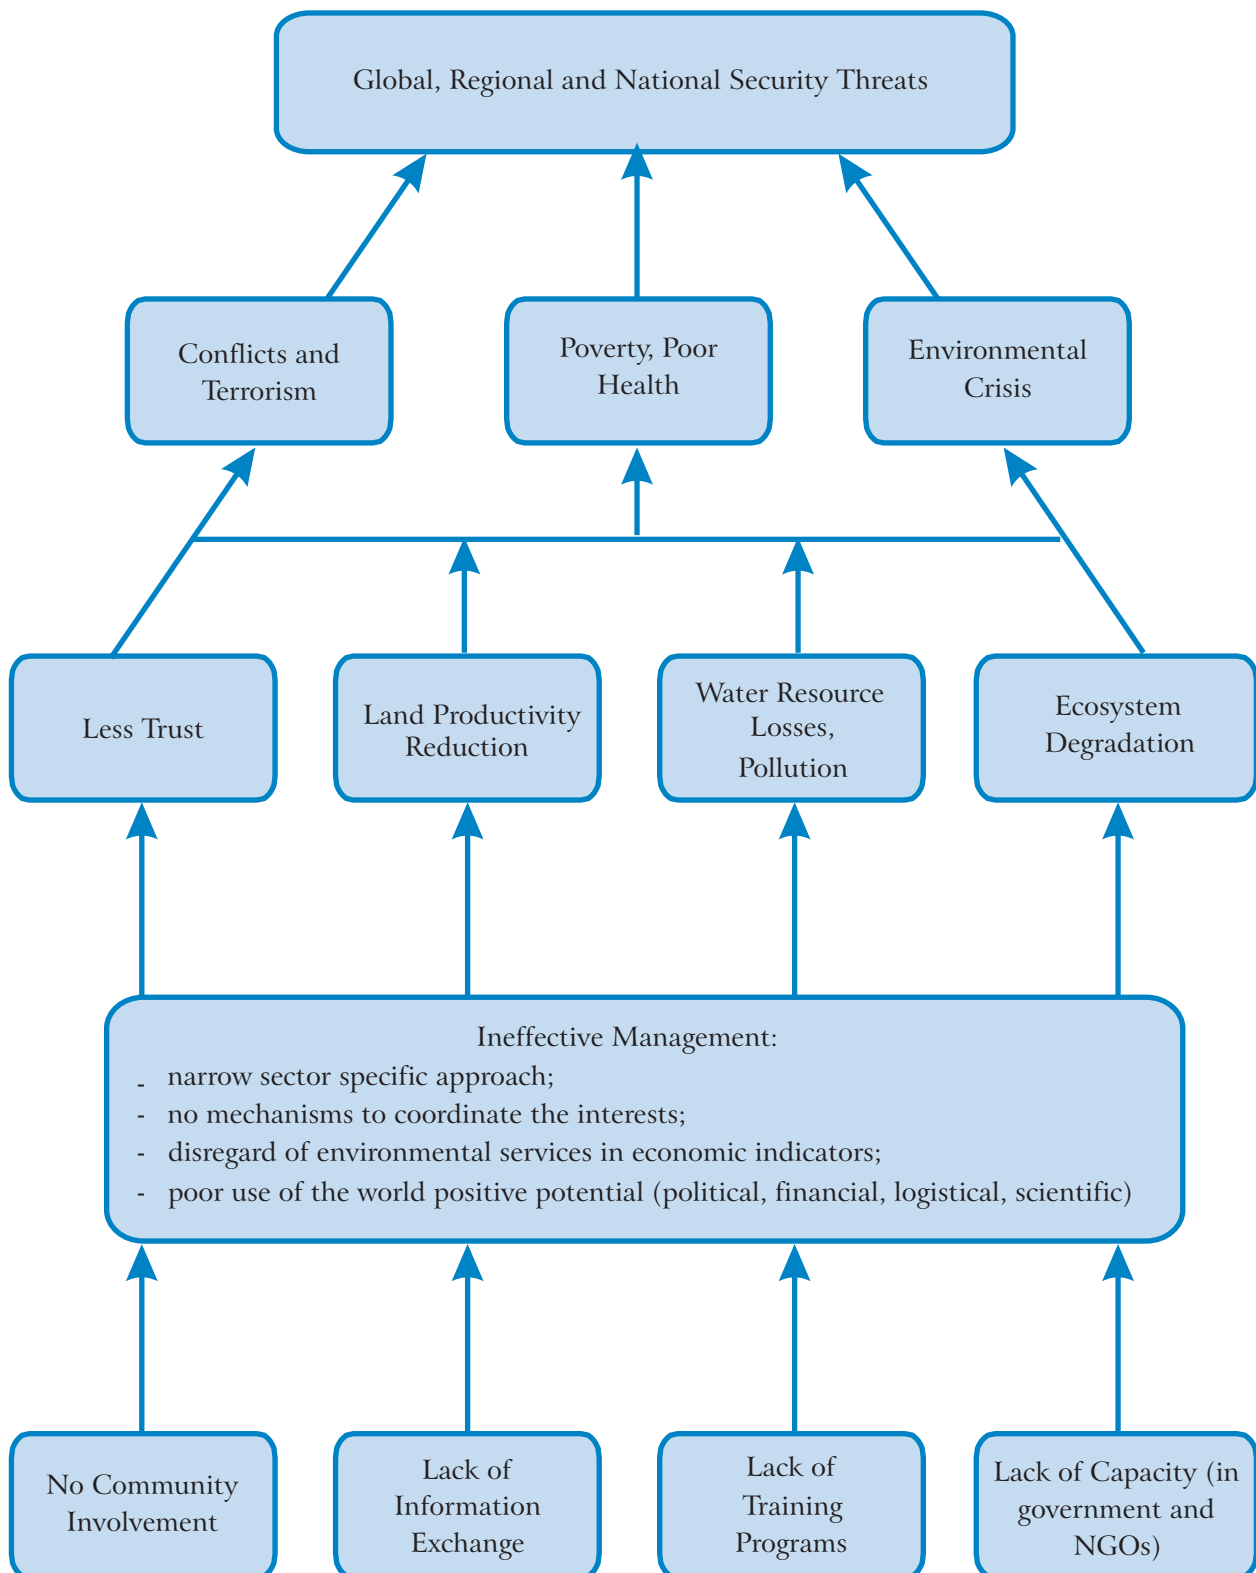 Global, Regional and National Security Threats
Conflicts and
Terrorism
Poverty, Poor
Health
Environmental
Crisis
Less Trust
Land Productivity
Reduction
Water Resource
Losses,
Pollution
Ecosystem
Degradation
Ineffective Management:
- narrow sector specific approach;
- no mechanisms to coordinate the interests;
- disregard of environmental services in economic indicators;
- poor use of the world positive potential (political, financial, logistical, scientific)
No Community
Involvement
Lack of
Information
Exchange
Lack of
Training
Programs
Lack of Capacity (in
government and
NGOs)